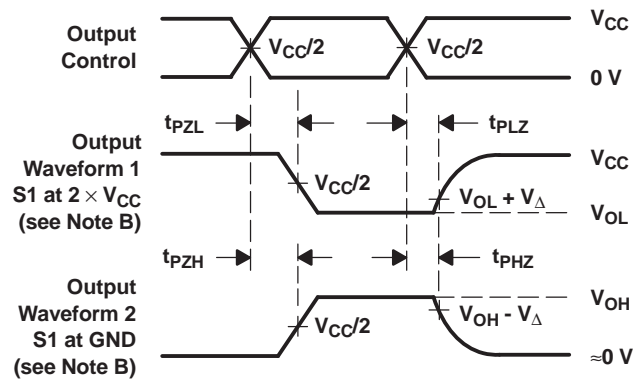 Output
Control
V_CC/2
V_CC/2
V_CC
0 V
t_PZL
t_PLZ
Output
Waveform 1
S1 at 2 × V_CC
(see Note B)
V_CC/2
V_CC
V_OL + V_Δ
V_OL
t_PZH
t_PHZ
Output
Waveform 2
S1 at GND
(see Note B)
V_CC/2
V_OH
V_OH - V_Δ
≈0 V